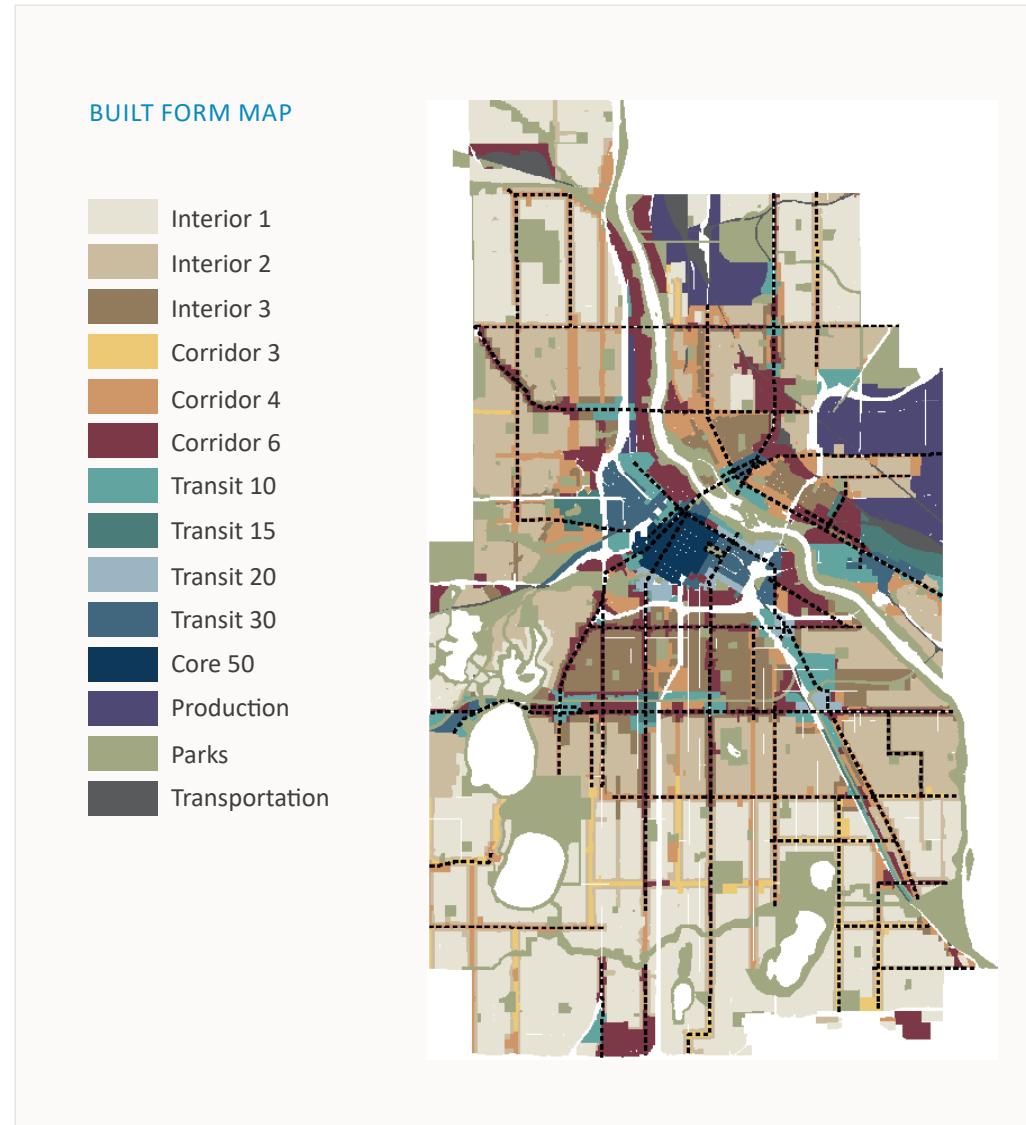 BUILT FORM MAP
Interior 1
Interior 2
Interior 3
Corridor 3
Corridor 4
Corridor 6
Transit 10
Transit 15
Transit 20
Transit 30
Core 50
Production
Parks
Transportation